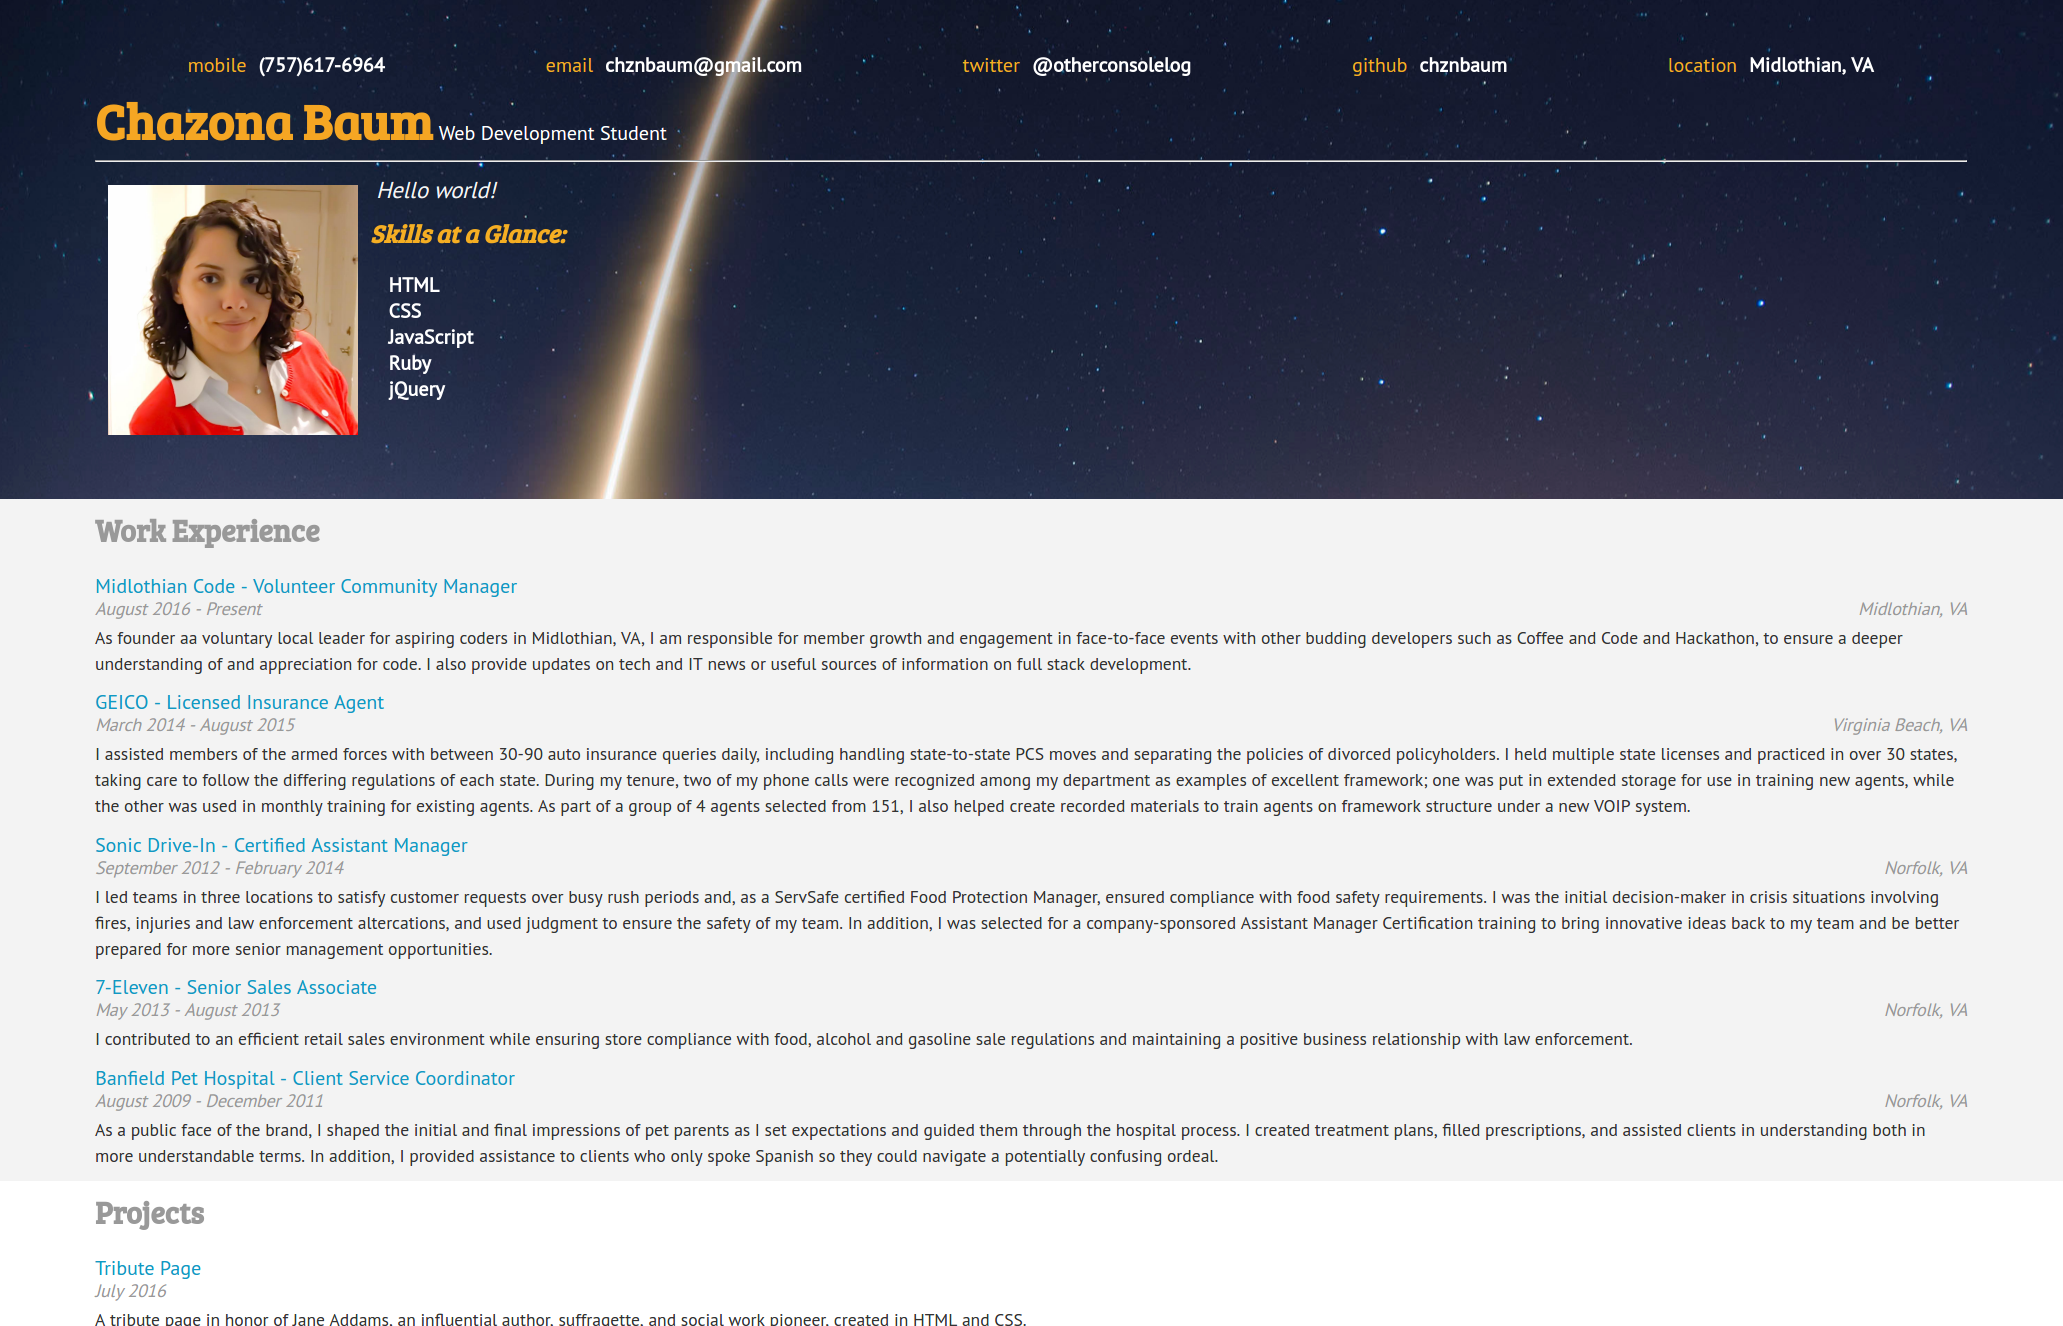 mobile (757)617-6964 email chznbaum@gmail.com twitter @otherconsolelog github chznbaum location Midlothian, VA
Chazona Baum Web Development Student
Hello world!
Skills at a Glance:
HTML
CSS
JavaScript
Ruby
jQuery
Work Experience
Midlothian Code - Volunteer Community Manager
August 2016 - Present Midlothian, VA
As founder aa voluntary local leader for aspiring coders in Midlothian, VA, I am responsible for member growth and engagement in face-to-face events with other budding developers such as Coffee and Code and Hackathon, to ensure a deeper
understanding of and appreciation for code. I also provide updates on tech and IT news or useful sources of information on full stack development.
GEICO - Licensed Insurance Agent
March 2014 - August 2015 Virginia Beach, VA
I assisted members of the armed forces with between 30-90 auto insurance queries daily, including handling state-to-state PCS moves and separating the policies of divorced policyholders. I held multiple state licenses and practiced in over 30 states,
taking care to follow the differing regulations of each state. During my tenure, two of my phone calls were recognized among my department as examples of excellent framework; one was put in extended storage for use in training new agents, while
the other was used in monthly training for existing agents. As part of a group of 4 agents selected from 151, I also helped create recorded materials to train agents on framework structure under a new VOIP system.
Sonic Drive-In - Certified Assistant Manager
September 2012 - February 2014 Norfolk, VA
I led teams in three locations to satisfy customer requests over busy rush periods and, as a ServSafe certified Food Protection Manager, ensured compliance with food safety requirements. I was the initial decision-maker in crisis situations involving
fires, injuries and law enforcement altercations, and used judgment to ensure the safety of my team. In addition, I was selected for a company-sponsored Assistant Manager Certification training to bring innovative ideas back to my team and be better
prepared for more senior management opportunities.
7-Eleven - Senior Sales Associate
May 2013 - August 2013 Norfolk, VA
I contributed to an efficient retail sales environment while ensuring store compliance with food, alcohol and gasoline sale regulations and maintaining a positive business relationship with law enforcement.
Banfield Pet Hospital - Client Service Coordinator
August 2009 - December 2011 Norfolk, VA
As a public face of the brand, I shaped the initial and final impressions of pet parents as I set expectations and guided them through the hospital process. I created treatment plans, filled prescriptions, and assisted clients in understanding both in
more understandable terms. In addition, I provided assistance to clients who only spoke Spanish so they could navigate a potentially confusing ordeal.
Projects
Tribute Page
July 2016
A tribute page in honor of Jane Addams, an influential author, suffragette, and social work pioneer, created in HTML and CSS.